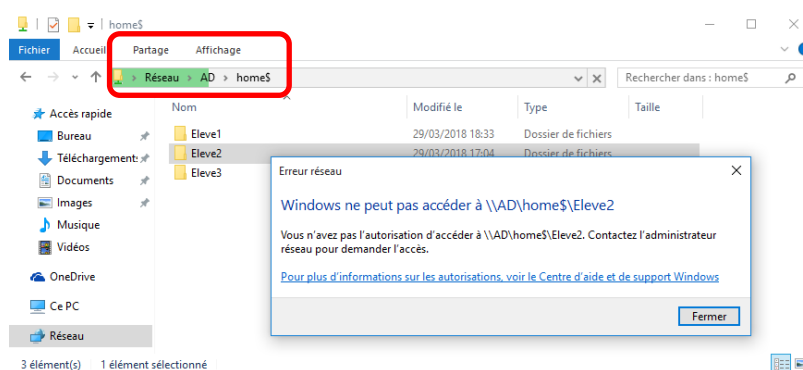 home$
Fichier Accueil Partage Affichage
Réseau > AD > home$
Rechercher dans : home$
Nom Modifié le Type Taille
Accès rapide
Bureau
Téléchargements
Documents
Images
Musique
Vidéos
OneDrive
Ce PC
Réseau
Eleve1 29/03/2018 18:33 Dossier de fichiers
Eleve2 29/03/2018 17:04 Dossier de fichiers
Eleve3
Erreur réseau
Windows ne peut pas accéder à \\AD\home$\Eleve2
Vous n'avez pas l'autorisation d'accéder à \\AD\home$\Eleve2. Contactez l'administrateur
réseau pour demander l'accès.
Pour plus d'informations sur les autorisations, voir le Centre d'aide et de support Windows
Fermer
3 élément(s) 1 élément sélectionné